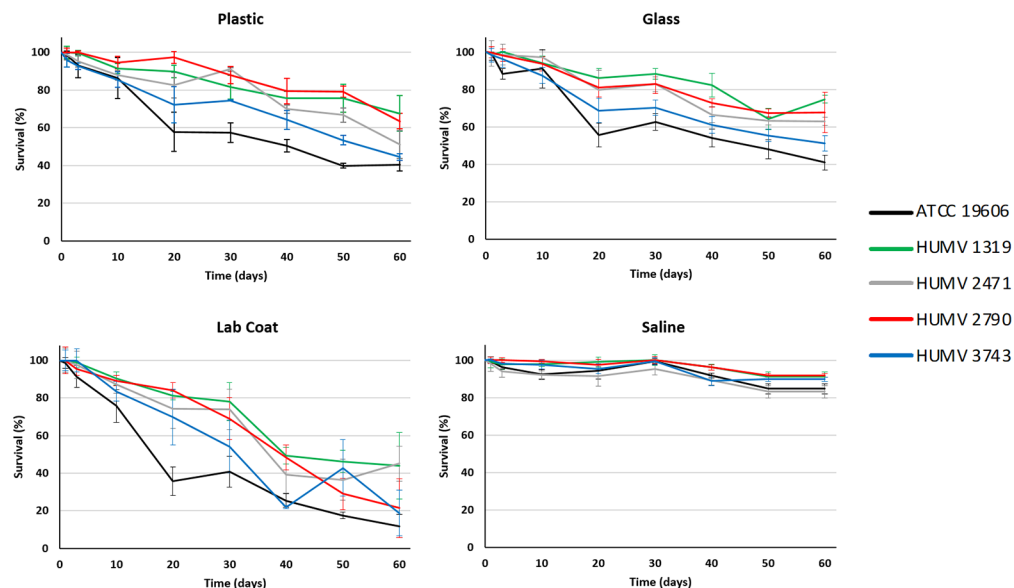 Plastic
Survival (%)
100
80
60
40
20
0
0 10 20 30 40 50 60
Time (days)
Glass
Survival (%)
100
80
60
40
20
0
0 10 20 30 40 50 60
Time (days)
Lab Coat
Survival (%)
100
80
60
40
20
0
0 10 20 30 40 50 60
Time (days)
Saline
Survival (%)
100
80
60
40
20
0
0 10 20 30 40 50 60
Time (days)
ATCC 19606
HUMV 1319
HUMV 2471
HUMV 2790
HUMV 3743